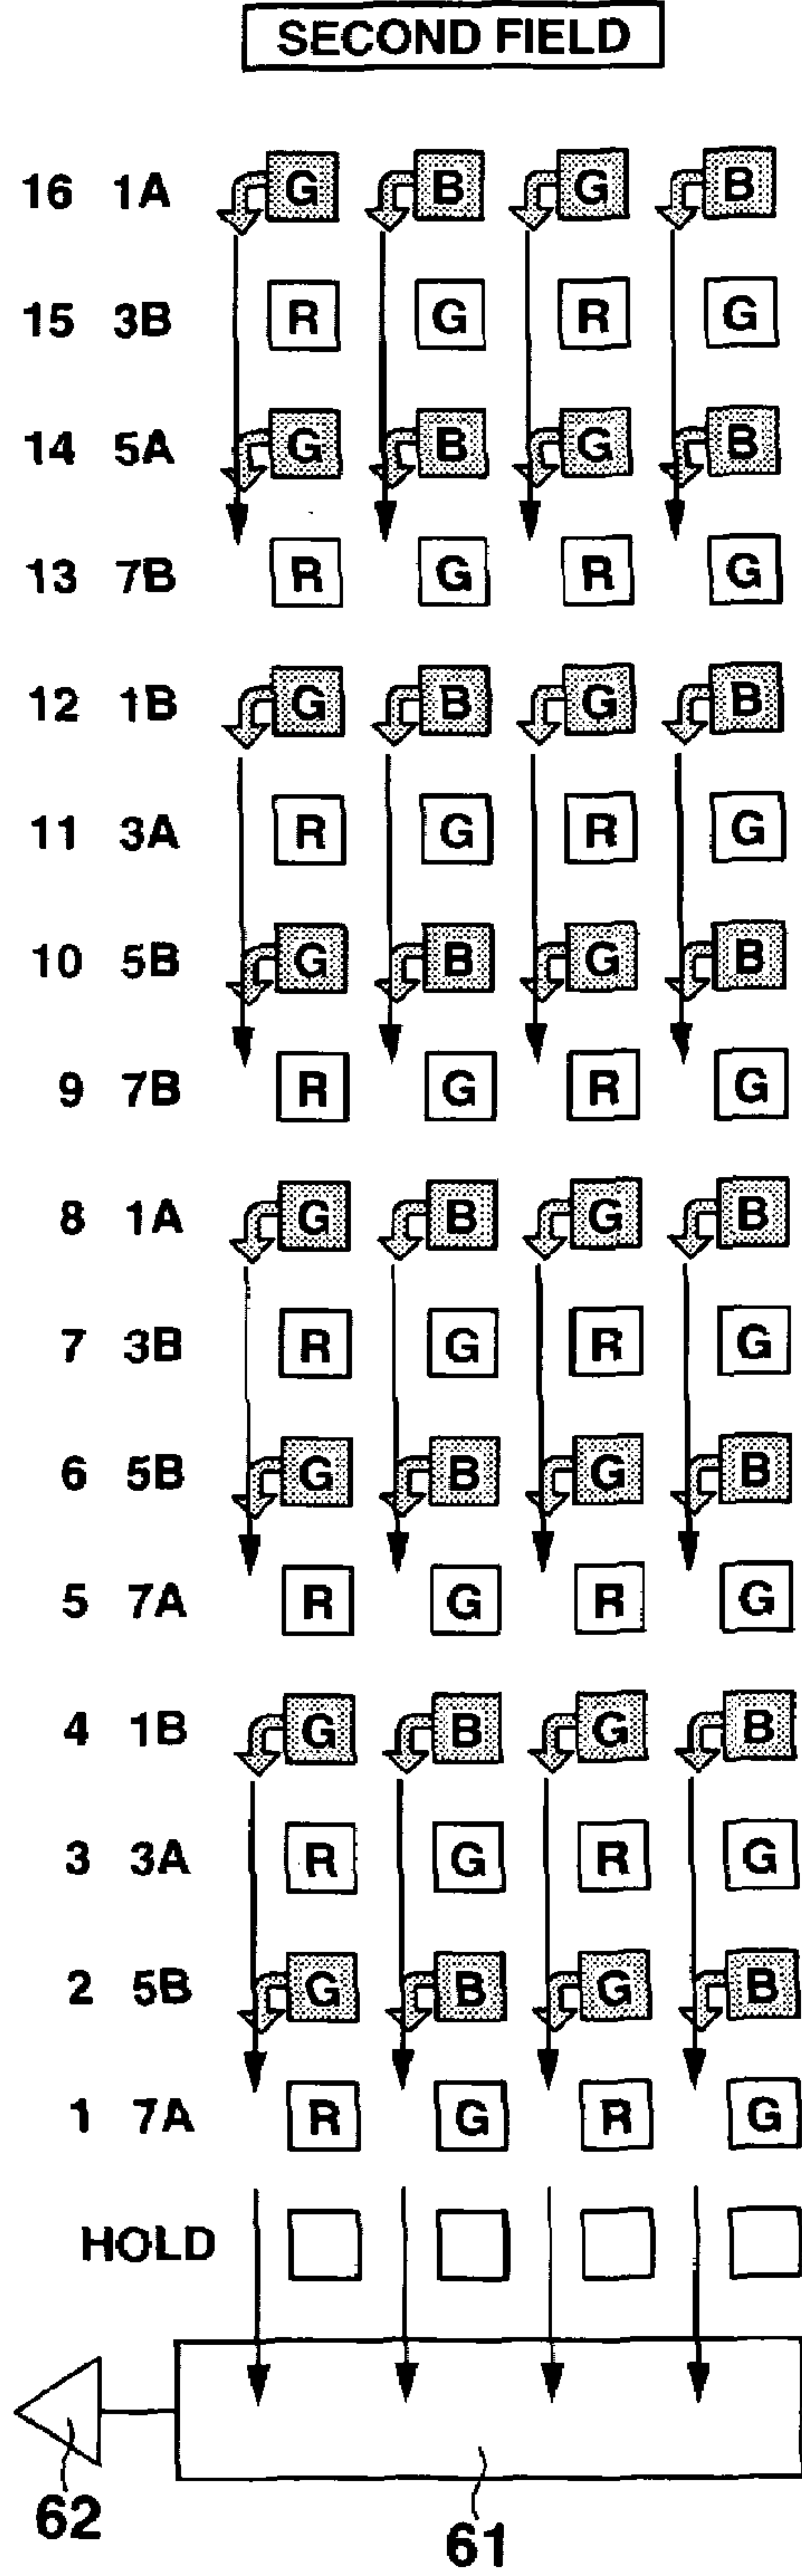 SECOND FIELD
16 1A G B G B
15 3B R G R G
14 5A G B G B
13 7B R G R G
12 1B G B G B
11 3A R G R G
10 5B G B G B
9 7B R G R G
8 1A G B G B
7 3B R G R G
6 5B G B G B
5 7A R G R G
4 1B G B G B
3 3A R G R G
2 5B G B G B
1 7A R G R G
HOLD
62
61